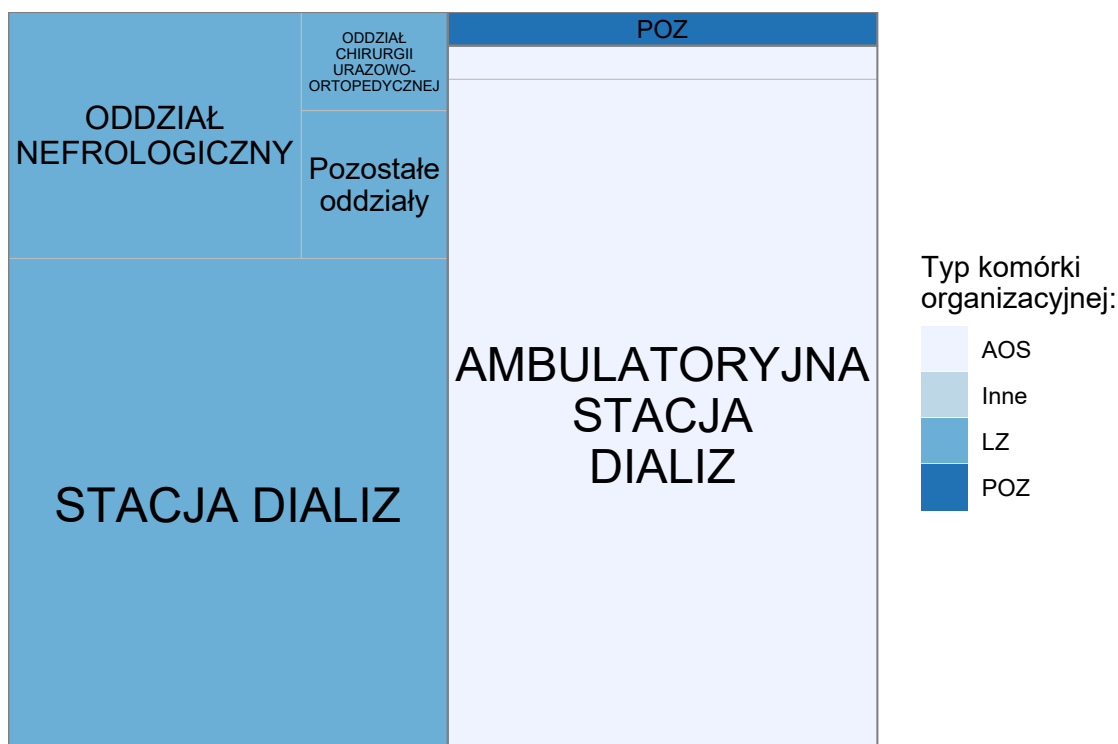 ODDZIAŁ
NEFROLOGICZNY
ODDZIAŁ
CHIRURGII
URAZOWO-
ORTOPEDYCZNEJ
Pozostałe
oddziały
STACJA DIALIZ
POZ
AMBULATORYJNA
STACJA
DIALIZ
Typ komórki
organizacyjnej:
AOS
Inne
LZ
POZ